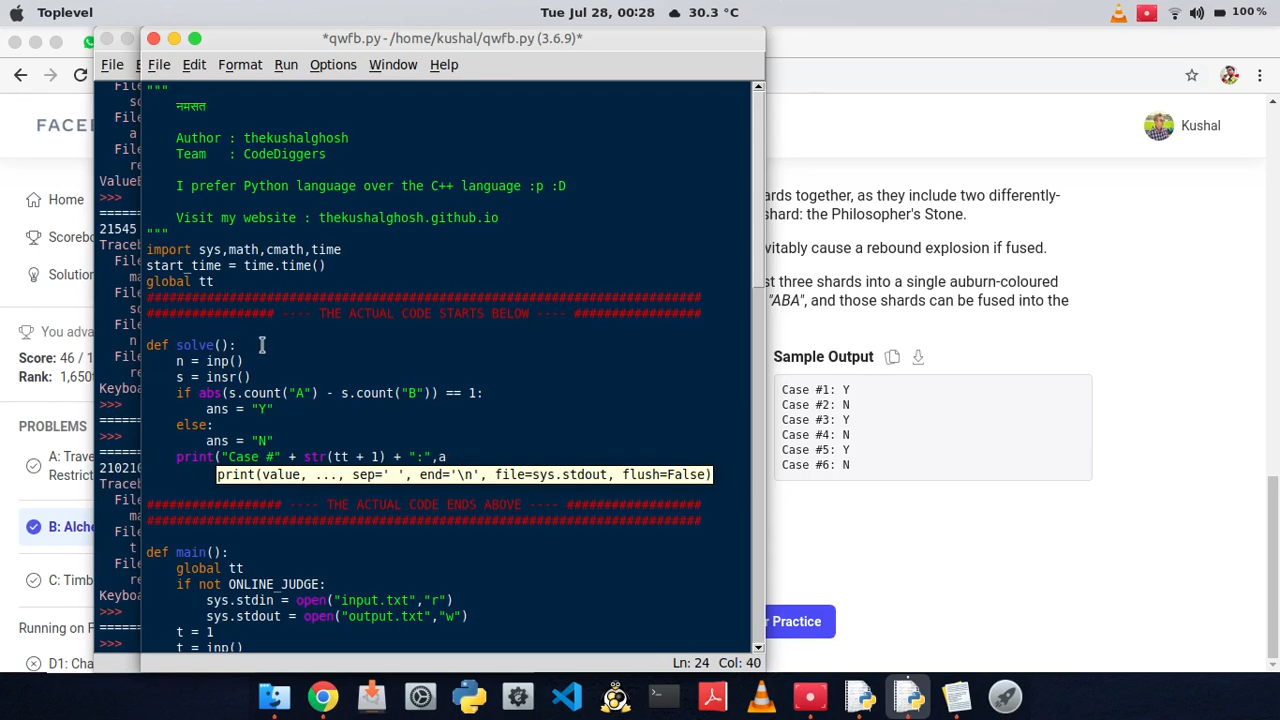 Toplevel
Tue Jul 28, 00:28
30.3 °C
100 %
*qwfb.py - /home/kushal/qwfb.py (3.6.9)*
File
File Edit Format Run Options Window Help
"""
नमसत
Author : thekushalghosh
Team : CodeDiggers
I prefer Python language over the C++ language :p :D
Visit my website : thekushalghosh.github.io
"""
import sys,math,cmath,time
start_time = time.time()
global tt
##########################################################################
################# ---- THE ACTUAL CODE STARTS BELOW ---- #################
def solve():
n = inp()
s = insr()
if abs(s.count("A") - s.count("B")) == 1:
ans = "Y"
else:
ans = "N"
print("Case #" + str(tt + 1) + ":",a
print(value, ..., sep=' ', end='\n', file=sys.stdout, flush=False)
################## ---- THE ACTUAL CODE ENDS ABOVE ---- ##################
##########################################################################
def main():
global tt
if not ONLINE_JUDGE:
sys.stdin = open("input.txt","r")
sys.stdout = open("output.txt","w")
t = 1
t = inp()
Ln: 24 Col: 40
21545
>>>
>>>
>>>
210210
>>>
>>>
Home
Score: 46 / 1
Rank: 1,650
PROBLEMS
A: Trave
Restrict
B: Alche
C: Timb
Running on F
D1: Cha
Kushal
ards together, as they include two differently-
shard: the Philosopher's Stone.
vitably cause a rebound explosion if fused.
st three shards into a single auburn-coloured
"ABA", and those shards can be fused into the
Sample Output
Case #1: Y
Case #2: N
Case #3: Y
Case #4: N
Case #5: Y
Case #6: N
r Practice